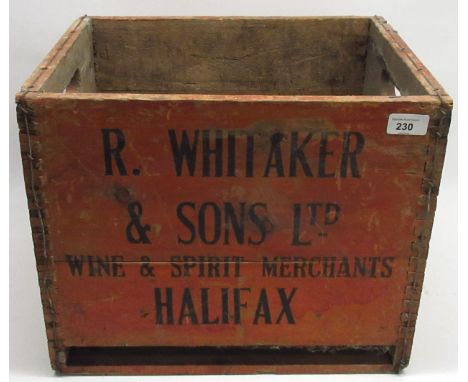 230
R. WHITAKER
& SONS LTD
WINE & SPIRIT MERCHANTS
HALIFAX